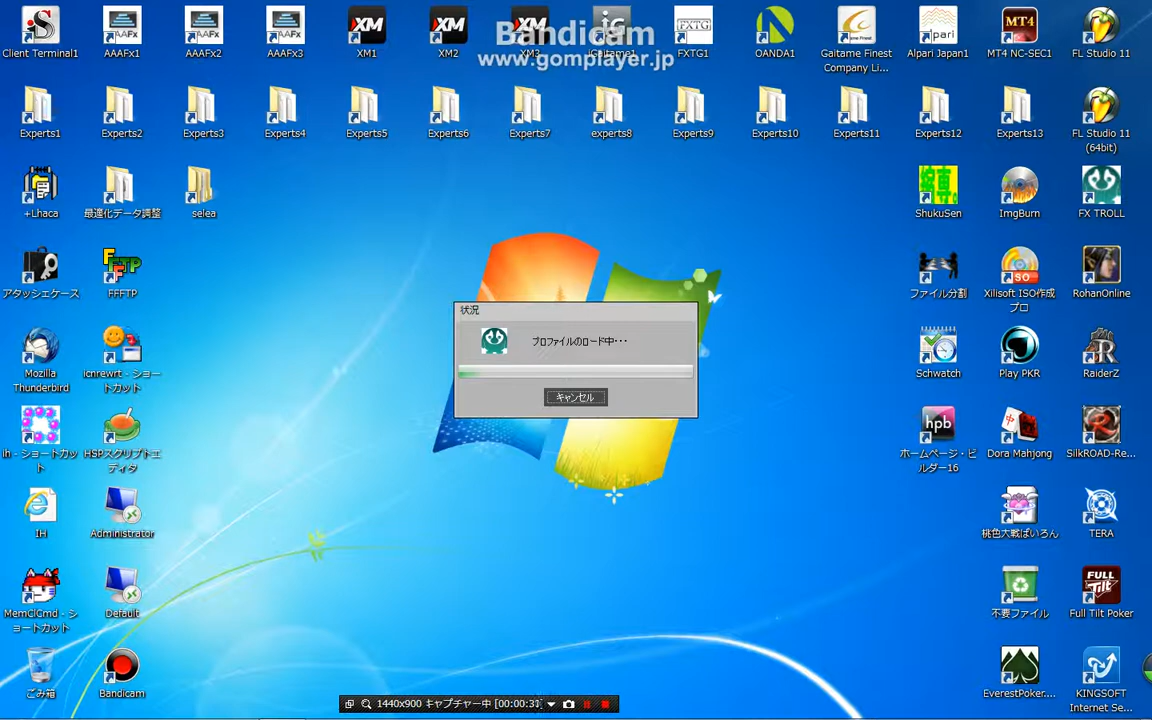 Bandicam
www.gomplayer.jp
Client Terminal1
AAAFx1
AAAFx2
AAAFx3
XM1
XM2
XM3
iGaitame1
FXTG1
OANDA1
Gaitame Finest
Company Li...
Alpari Japan1
MT4 NC-SEC1
FL Studio 11
Experts1
Experts2
Experts3
Experts4
Experts5
Experts6
Experts7
experts8
Experts9
Experts10
Experts11
Experts12
Experts13
FL Studio 11
(64bit)
+Lhaca
最適化データ調整
selea
ShukuSen
ImgBurn
FX TROLL
アタッシェケース
FFFTP
ファイル分割
Xilisoft ISO作成
プロ
RohanOnline
状況
プロファイルのロード中・・・
キャンセル
Mozilla
Thunderbird
icnrewrt - ショー
トカット
Schwatch
Play PKR
RaiderZ
ih - ショートカッ
ト
HSPスクリプトエ
ディタ
hpb
ホームページ・ビ
ルダー16
Dora Mahjong
SilkROAD-Re...
IH
Administrator
桃色大戦ぱいろん
TERA
MemClCmd - シ
ョートカット
Default
不要ファイル
FULL
TILT
Full Tilt Poker
ごみ箱
Bandicam
EverestPoker....
KINGSOFT
Internet Se...
1440x900 キャプチャー中 [00:00:31]